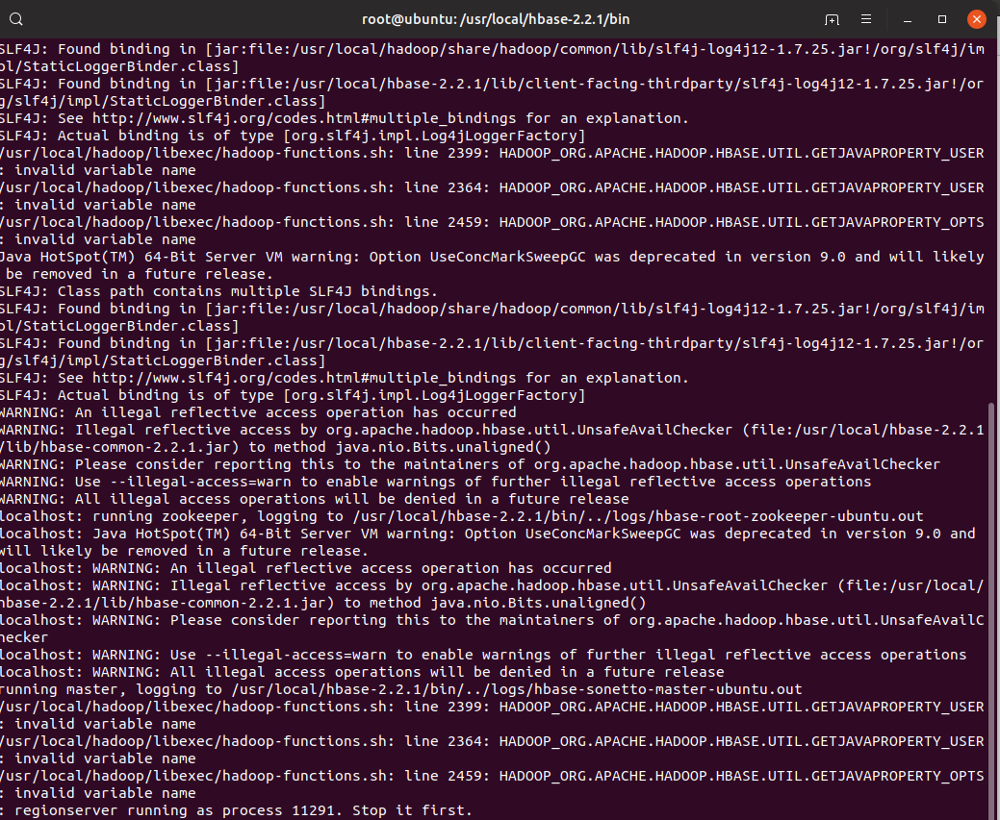 root@ubuntu: /usr/local/hbase-2.2.1/bin
SLF4J: Found binding in [jar:file:/usr/local/hadoop/share/hadoop/common/lib/slf4j-log4j12-1.7.25.jar!/org/slf4j/im
pl/StaticLoggerBinder.class]
SLF4J: Found binding in [jar:file:/usr/local/hbase-2.2.1/lib/client-facing-thirdparty/slf4j-log4j12-1.7.25.jar!/or
g/slf4j/impl/StaticLoggerBinder.class]
SLF4J: See http://www.slf4j.org/codes.html#multiple_bindings for an explanation.
SLF4J: Actual binding is of type [org.slf4j.impl.Log4jLoggerFactory]
/usr/local/hadoop/libexec/hadoop-functions.sh: line 2399: HADOOP_ORG.APACHE.HADOOP.HBASE.UTIL.GETJAVAPROPERTY_USER
: invalid variable name
/usr/local/hadoop/libexec/hadoop-functions.sh: line 2364: HADOOP_ORG.APACHE.HADOOP.HBASE.UTIL.GETJAVAPROPERTY_USER
: invalid variable name
/usr/local/hadoop/libexec/hadoop-functions.sh: line 2459: HADOOP_ORG.APACHE.HADOOP.HBASE.UTIL.GETJAVAPROPERTY_OPTS
: invalid variable name
Java HotSpot(TM) 64-Bit Server VM warning: Option UseConcMarkSweepGC was deprecated in version 9.0 and will likely
 be removed in a future release.
SLF4J: Class path contains multiple SLF4J bindings.
SLF4J: Found binding in [jar:file:/usr/local/hadoop/share/hadoop/common/lib/slf4j-log4j12-1.7.25.jar!/org/slf4j/im
pl/StaticLoggerBinder.class]
SLF4J: Found binding in [jar:file:/usr/local/hbase-2.2.1/lib/client-facing-thirdparty/slf4j-log4j12-1.7.25.jar!/or
g/slf4j/impl/StaticLoggerBinder.class]
SLF4J: See http://www.slf4j.org/codes.html#multiple_bindings for an explanation.
SLF4J: Actual binding is of type [org.slf4j.impl.Log4jLoggerFactory]
WARNING: An illegal reflective access operation has occurred
WARNING: Illegal reflective access by org.apache.hadoop.hbase.util.UnsafeAvailChecker (file:/usr/local/hbase-2.2.1
/lib/hbase-common-2.2.1.jar) to method java.nio.Bits.unaligned()
WARNING: Please consider reporting this to the maintainers of org.apache.hadoop.hbase.util.UnsafeAvailChecker
WARNING: Use --illegal-access=warn to enable warnings of further illegal reflective access operations
WARNING: All illegal access operations will be denied in a future release
localhost: running zookeeper, logging to /usr/local/hbase-2.2.1/bin/../logs/hbase-root-zookeeper-ubuntu.out
localhost: Java HotSpot(TM) 64-Bit Server VM warning: Option UseConcMarkSweepGC was deprecated in version 9.0 and
will likely be removed in a future release.
localhost: WARNING: An illegal reflective access operation has occurred
localhost: WARNING: Illegal reflective access by org.apache.hadoop.hbase.util.UnsafeAvailChecker (file:/usr/local/
hbase-2.2.1/lib/hbase-common-2.2.1.jar) to method java.nio.Bits.unaligned()
localhost: WARNING: Please consider reporting this to the maintainers of org.apache.hadoop.hbase.util.UnsafeAvailC
hecker
localhost: WARNING: Use --illegal-access=warn to enable warnings of further illegal reflective access operations
localhost: WARNING: All illegal access operations will be denied in a future release
running master, logging to /usr/local/hbase-2.2.1/bin/../logs/hbase-sonetto-master-ubuntu.out
/usr/local/hadoop/libexec/hadoop-functions.sh: line 2399: HADOOP_ORG.APACHE.HADOOP.HBASE.UTIL.GETJAVAPROPERTY_USER
: invalid variable name
/usr/local/hadoop/libexec/hadoop-functions.sh: line 2364: HADOOP_ORG.APACHE.HADOOP.HBASE.UTIL.GETJAVAPROPERTY_USER
: invalid variable name
/usr/local/hadoop/libexec/hadoop-functions.sh: line 2459: HADOOP_ORG.APACHE.HADOOP.HBASE.UTIL.GETJAVAPROPERTY_OPTS
: invalid variable name
: regionserver running as process 11291. Stop it first.